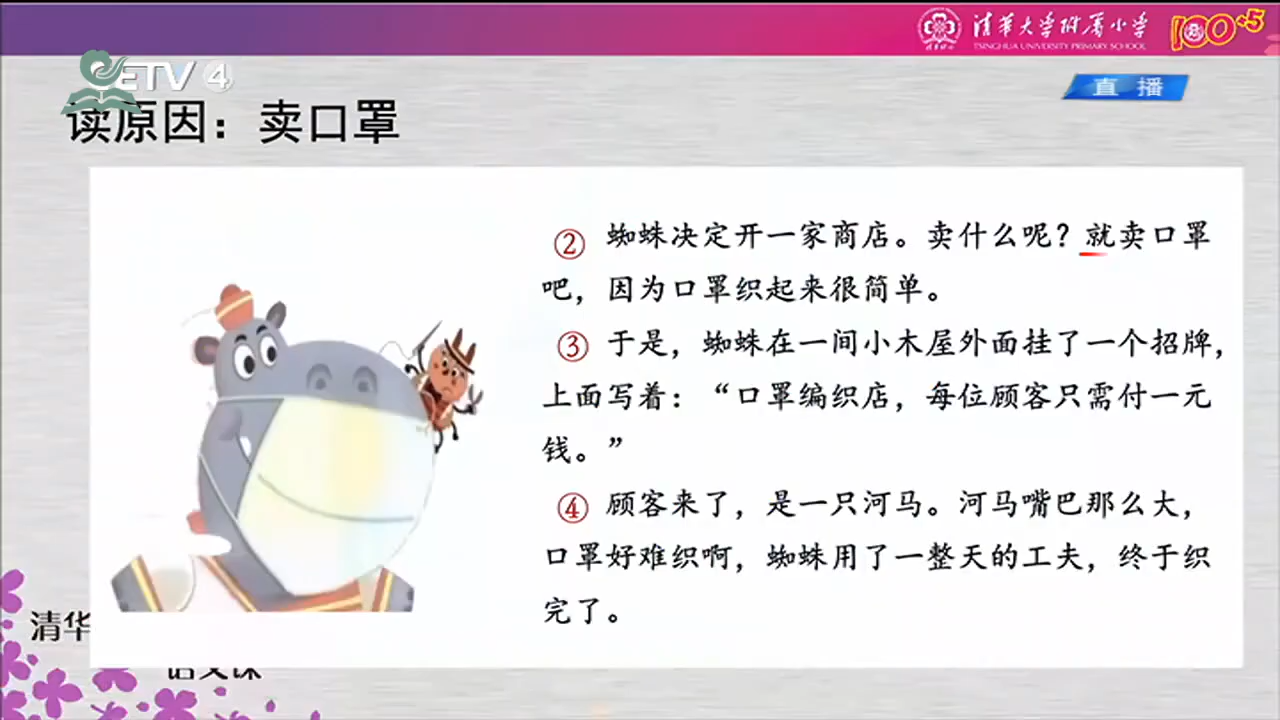 清华大学附属小学
TSINGHUA UNIVERSITY PRIMARY SCHOOL
100+5
CETV 4
直播
读原因：卖口罩
② 蜘蛛决定开一家商店。卖什么呢？就卖口罩
吧，因为口罩织起来很简单。
③ 于是，蜘蛛在一间小木屋外面挂了一个招牌，
上面写着：“口罩编织店，每位顾客只需付一元
钱。”
④ 顾客来了，是一只河马。河马嘴巴那么大，
口罩好难织啊，蜘蛛用了一整天的工夫，终于织
完了。
清华
语文课